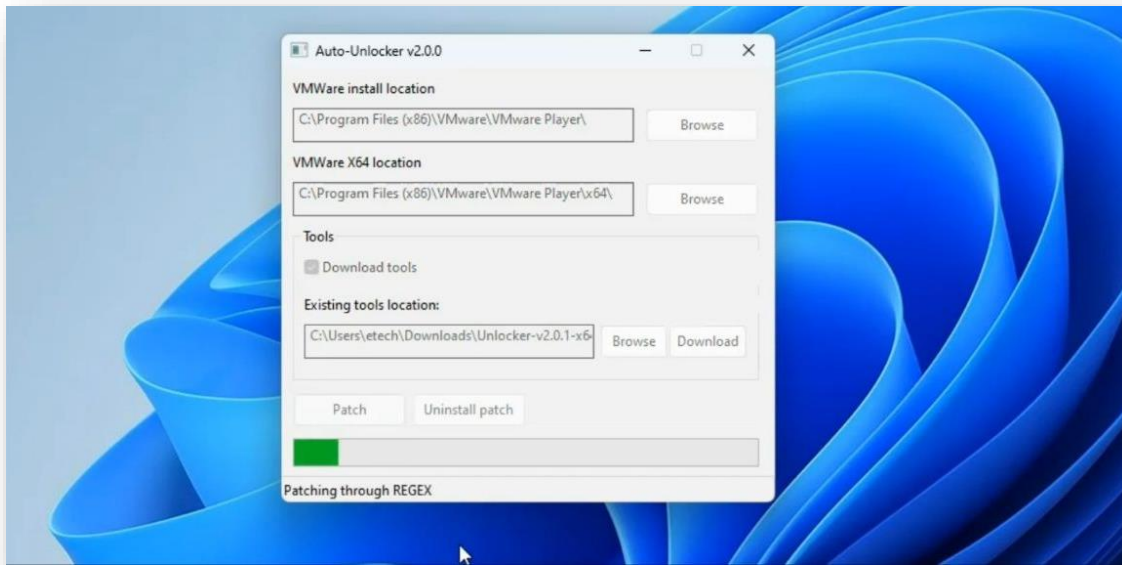 Auto-Unlocker v2.0.0
VMWare install location
C:\Program Files (x86)\VMware\VMware Player\
Browse
VMWare X64 location
C:\Program Files (x86)\VMware\VMware Player\x64\
Browse
Tools
Download tools
Existing tools location:
C:\Users\etech\Downloads\Unlocker-v2.0.1-x6
Browse
Download
Patch
Uninstall patch
Patching through REGEX